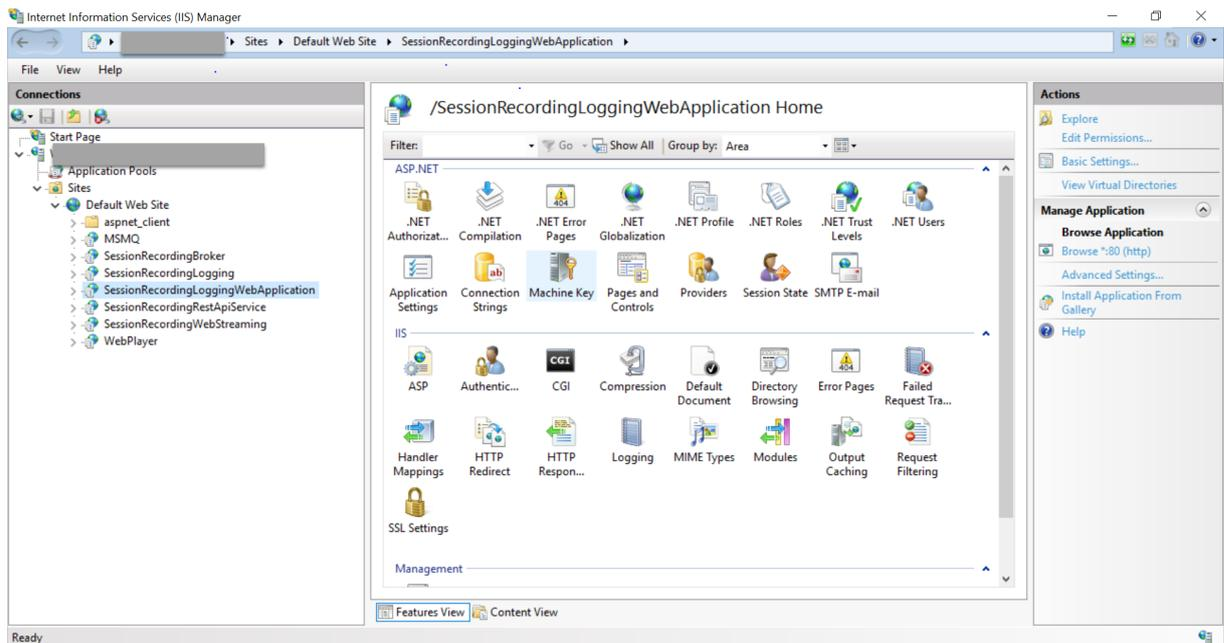 Internet Information Services (IIS) Manager
Sites
Default Web Site
SessionRecordingLoggingWebApplication
File View Help
Connections
Start Page
Application Pools
Sites
Default Web Site
aspnet_client
MSMQ
SessionRecordingBroker
SessionRecordingLogging
SessionRecordingLoggingWebApplication
SessionRecordingRestApiService
SessionRecordingWebStreaming
WebPlayer
/SessionRecordingLoggingWebApplication Home
Filter: Go Show All Group by: Area
ASP.NET
.NET Authorizat...
.NET Compilation
.NET Error Pages
.NET Globalization
.NET Profile
.NET Roles
.NET Trust Levels
.NET Users
Application Settings
Connection Strings
Machine Key
Pages and Controls
Providers
Session State
SMTP E-mail
IIS
ASP
Authentic...
CGI
Compression
Default Document
Directory Browsing
Error Pages
Failed Request Tra...
Handler Mappings
HTTP Redirect
HTTP Respon...
Logging
MIME Types
Modules
Output Caching
Request Filtering
SSL Settings
Management
Features View
Content View
Actions
Explore
Edit Permissions...
Basic Settings...
View Virtual Directories
Manage Application
Browse Application
Browse *:80 (http)
Advanced Settings...
Install Application From
Gallery
Help
Ready